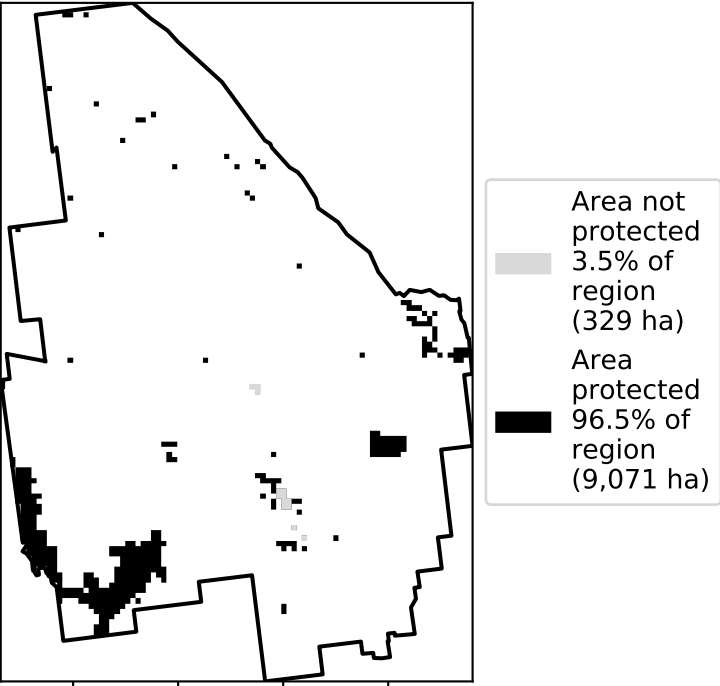 Area not
protected
3.5% of
region
(329 ha)
Area
protected
96.5% of
region
(9,071 ha)